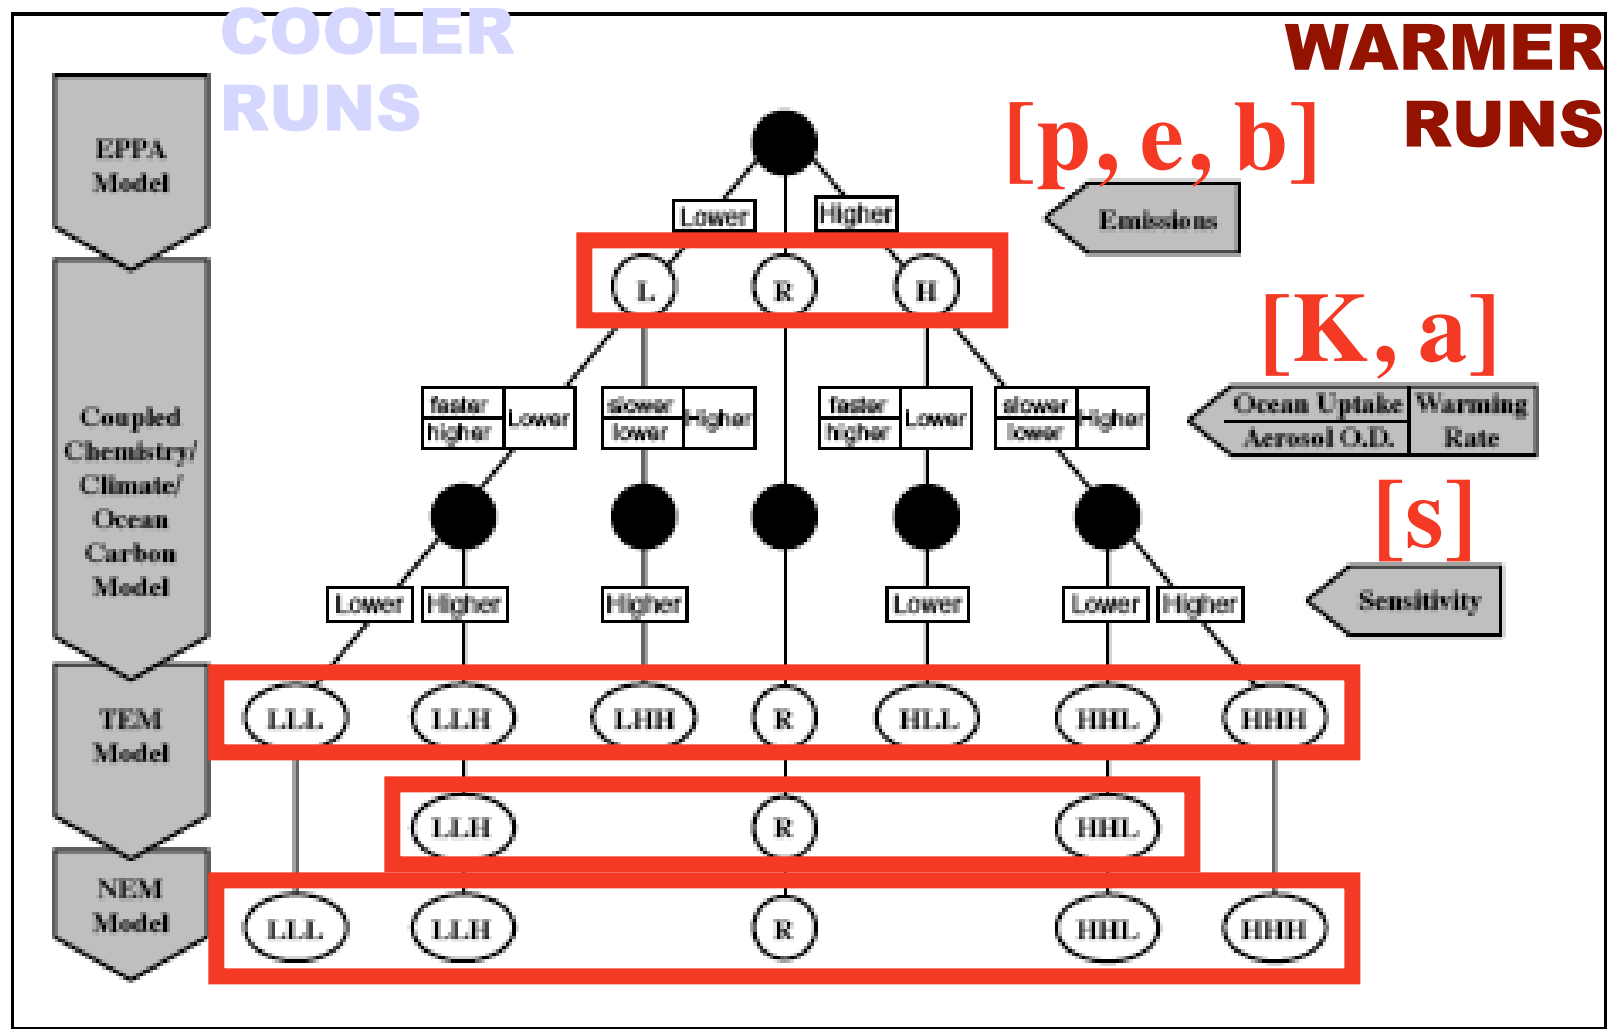 COOLER
RUNS
WARMER
RUNS
[p, e, b]
EPPA
Model
Lower
Higher
Emissions
L
R
H
[K, a]
Coupled
Chemistry/
Climate/
Ocean
Carbon
Model
faster
higher
Lower
slower
lower
Higher
faster
higher
Lower
slower
lower
Higher
Ocean Uptake
Aerosol O.D.
Warming
Rate
[s]
Lower
Higher
Higher
Lower
Lower
Higher
Sensitivity
TEM
Model
LLL
LLH
LHH
R
HLL
HHL
HHH
LLH
R
HHL
NEM
Model
LLL
LLH
R
HHL
HHH